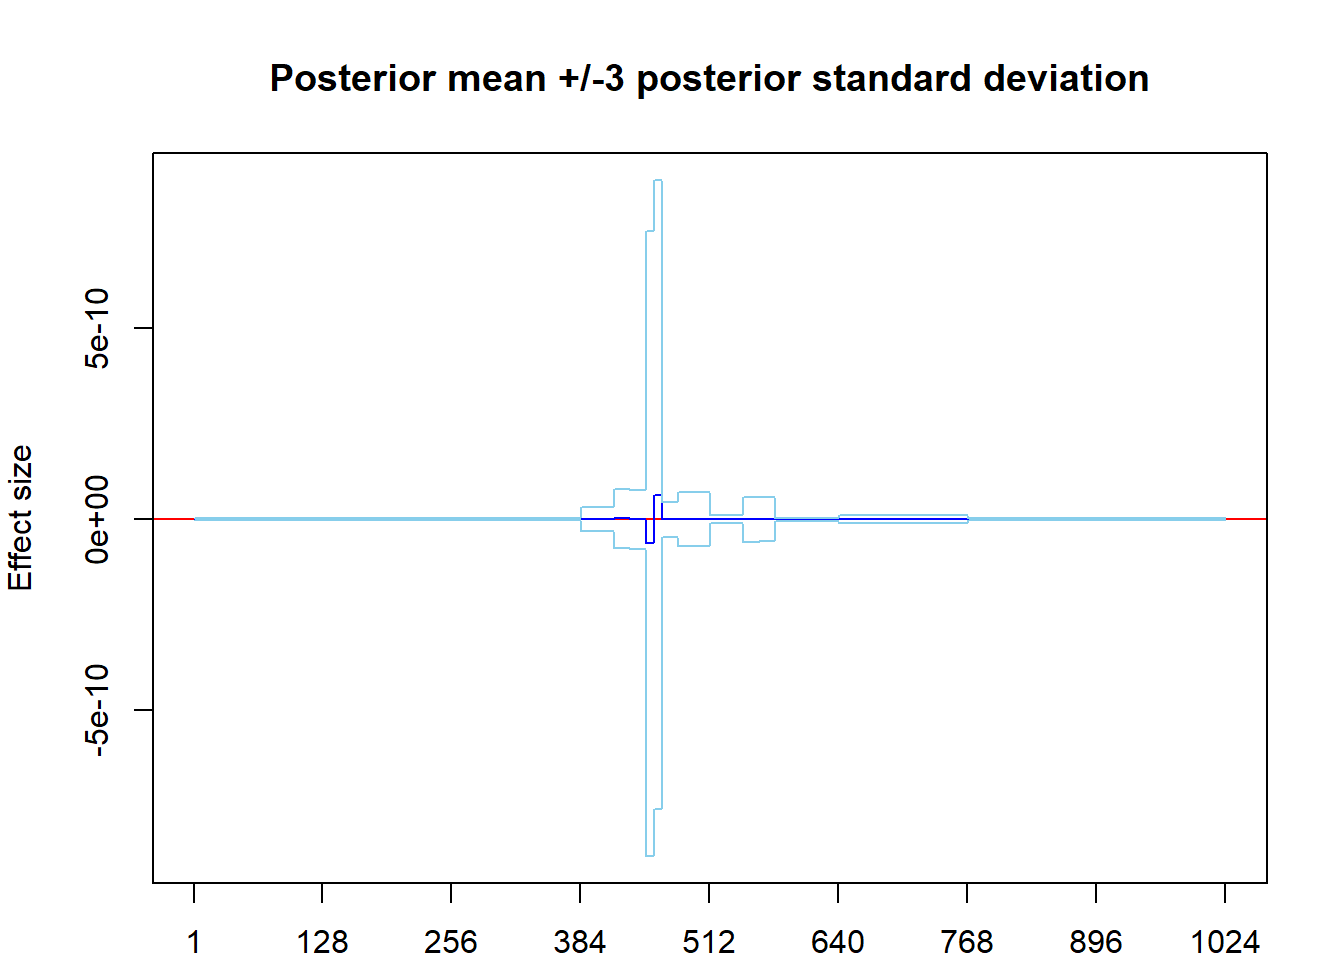 Posterior mean +/-3 posterior standard deviation
Effect size
5e-10
0e+00
-5e-10
1 128 256 384 512 640 768 896 1024